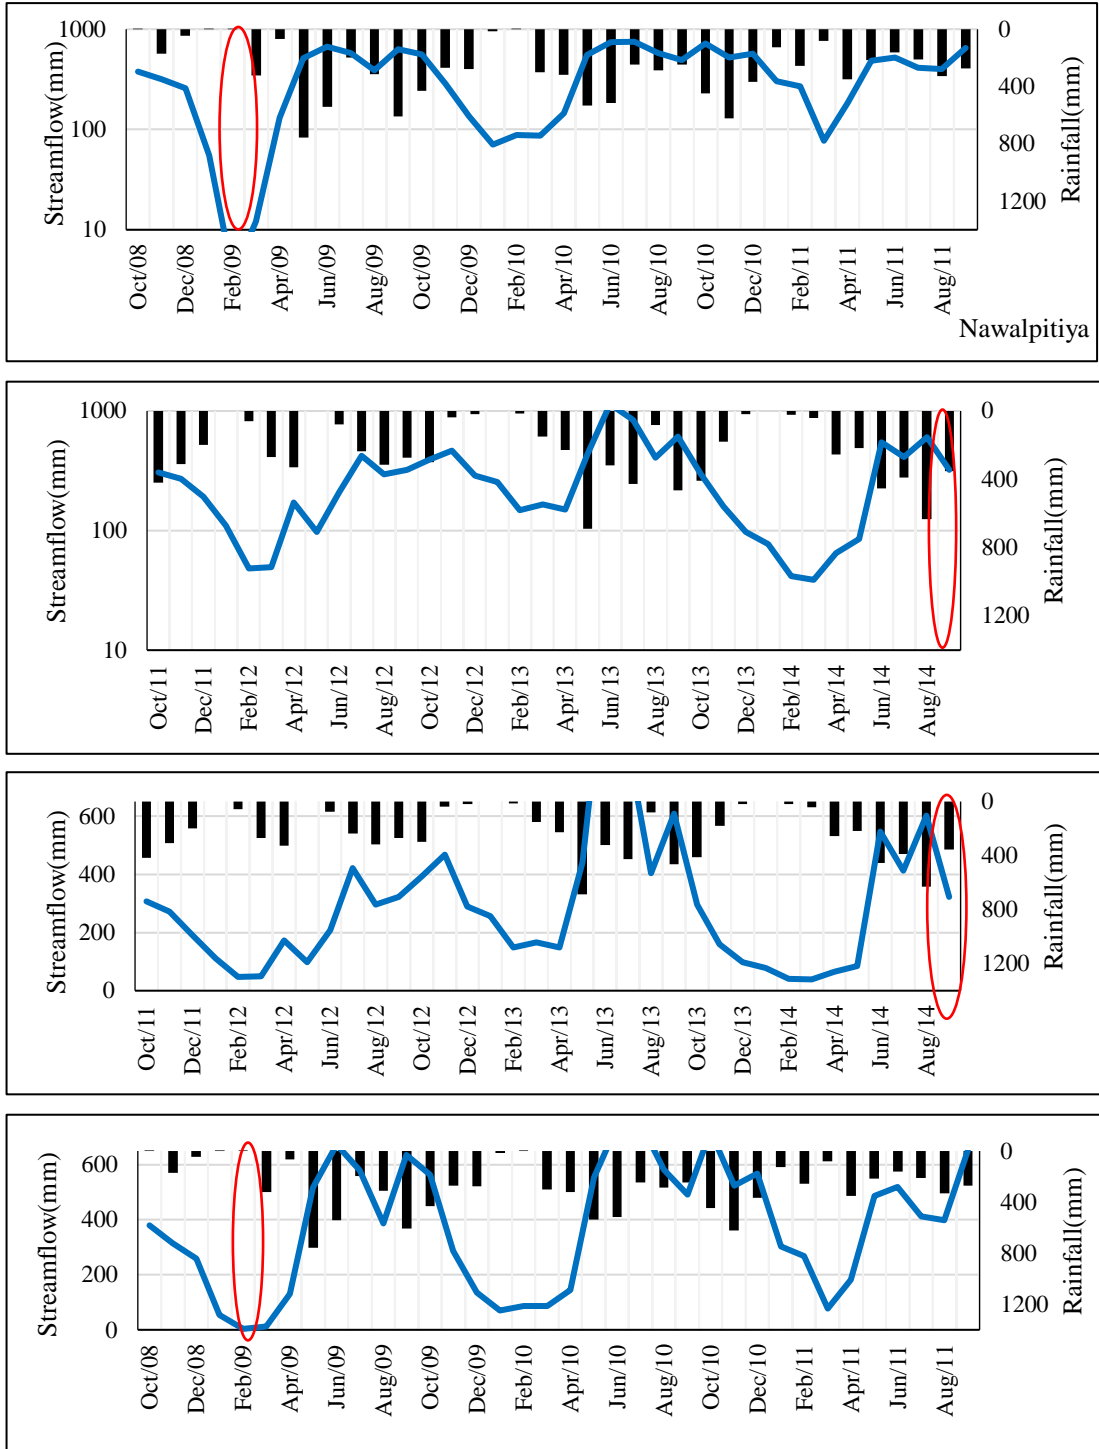 1000
100
10
Streamflow(mm)
0
400
800
1200
Rainfall(mm)
Oct/08
Dec/08
Feb/09
Apr/09
Jun/09
Aug/09
Oct/09
Dec/09
Feb/10
Apr/10
Jun/10
Aug/10
Oct/10
Dec/10
Feb/11
Apr/11
Jun/11
Aug/11
Nawalpitiya
1000
100
10
Streamflow(mm)
0
400
800
1200
Rainfall(mm)
Oct/11
Dec/11
Feb/12
Apr/12
Jun/12
Aug/12
Oct/12
Dec/12
Feb/13
Apr/13
Jun/13
Aug/13
Oct/13
Dec/13
Feb/14
Apr/14
Jun/14
Aug/14
600
400
200
0
Streamflow(mm)
0
400
800
1200
Rainfall(mm)
Oct/11
Dec/11
Feb/12
Apr/12
Jun/12
Aug/12
Oct/12
Dec/12
Feb/13
Apr/13
Jun/13
Aug/13
Oct/13
Dec/13
Feb/14
Apr/14
Jun/14
Aug/14
600
400
200
0
Streamflow(mm)
0
400
800
1200
Rainfall(mm)
Oct/08
Dec/08
Feb/09
Apr/09
Jun/09
Aug/09
Oct/09
Dec/09
Feb/10
Apr/10
Jun/10
Aug/10
Oct/10
Dec/10
Feb/11
Apr/11
Jun/11
Aug/11